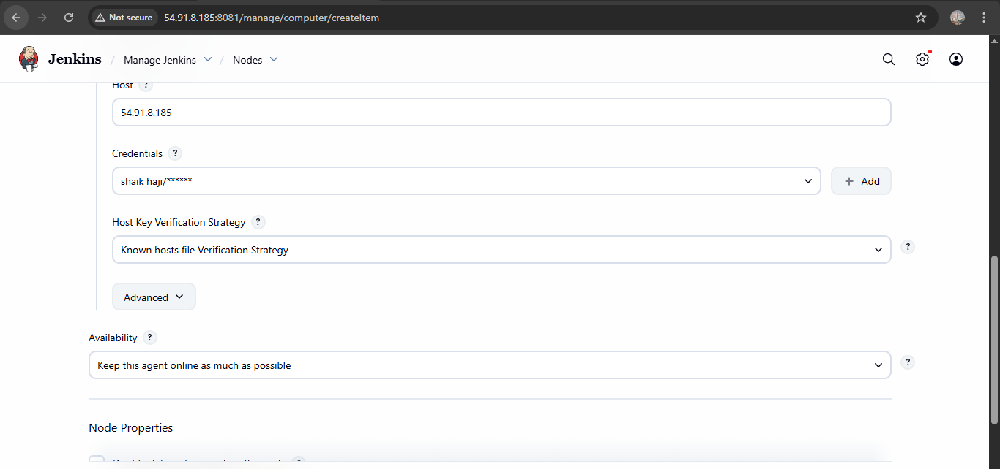 Not secure 54.91.8.185:8081/manage/computer/createItem
Jenkins / Manage Jenkins / Nodes
Host ?
54.91.8.185
Credentials ?
shaik haji/******
+ Add
Host Key Verification Strategy ?
Known hosts file Verification Strategy
?
Advanced
Availability ?
Keep this agent online as much as possible
?
Node Properties